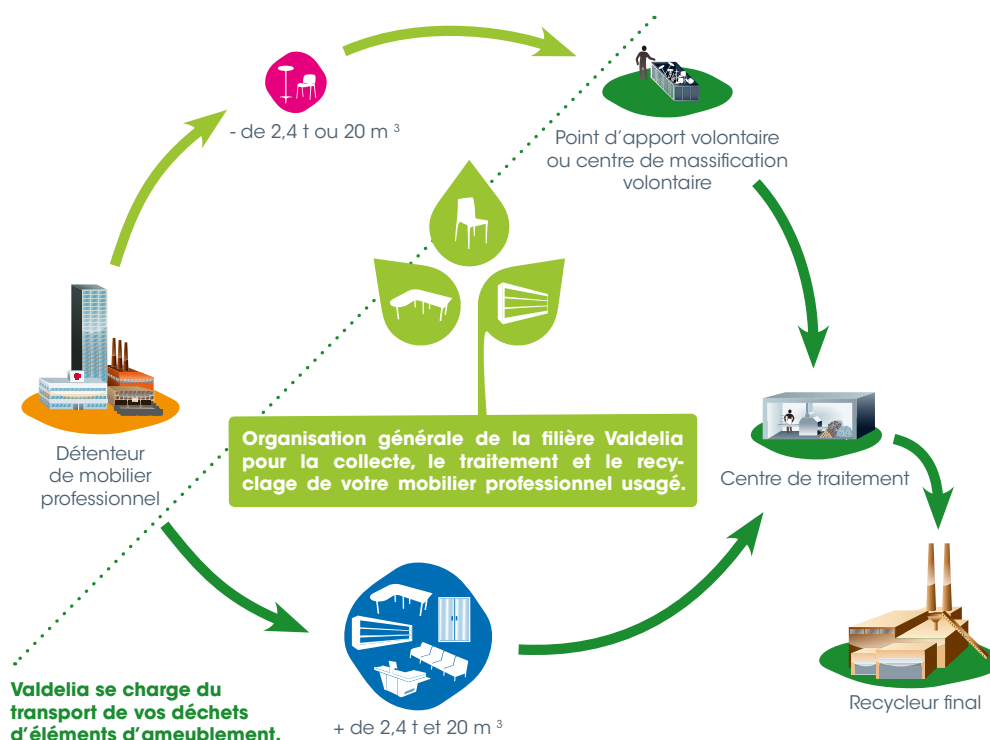 - de 2,4 t ou 20 m ³
Point d’apport volontaire
ou centre de massification
volontaire
Détenteur
de mobilier
professionnel
Organisation générale de la filière Valdelia
pour la collecte, le traitement et le recy-
clage de votre mobilier professionnel usagé.
Centre de traitement
Recycleur final
Valdelia se charge du
transport de vos déchets
d’éléments d’ameublement.
+ de 2,4 t et 20 m ³